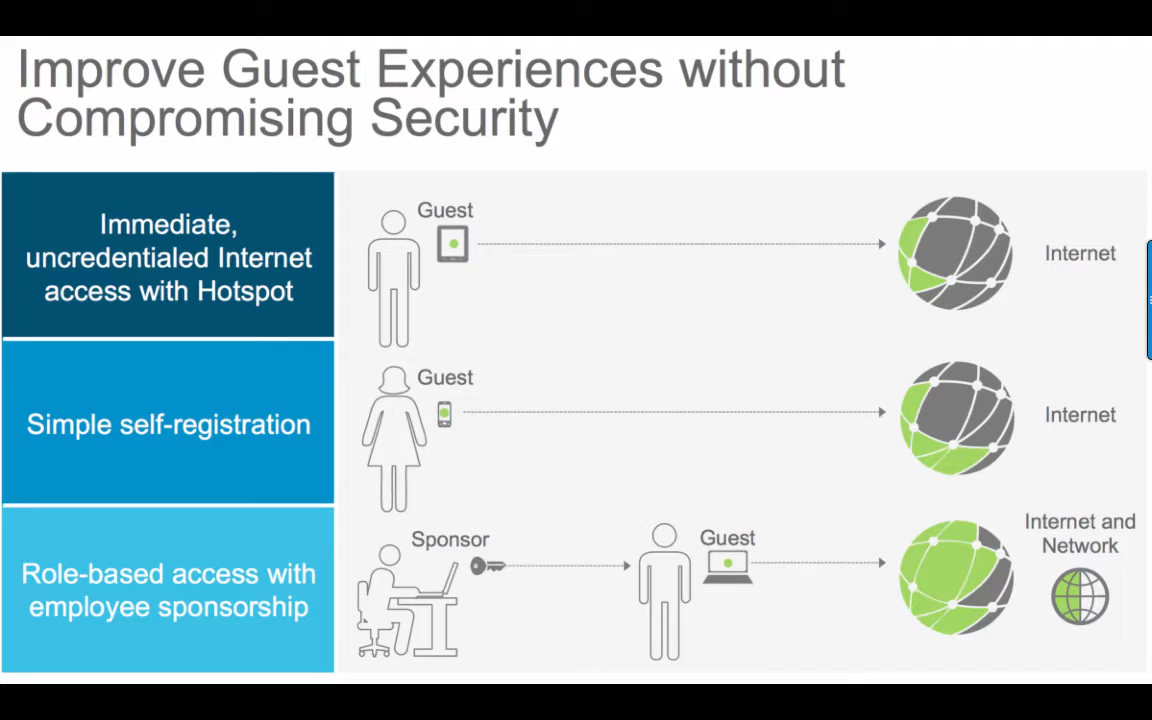 Improve Guest Experiences without
Compromising Security
Immediate,
uncredentialed Internet
access with Hotspot
Guest
Internet
Simple self-registration
Guest
Internet
Role-based access with
employee sponsorship
Sponsor
Guest
Internet and
Network